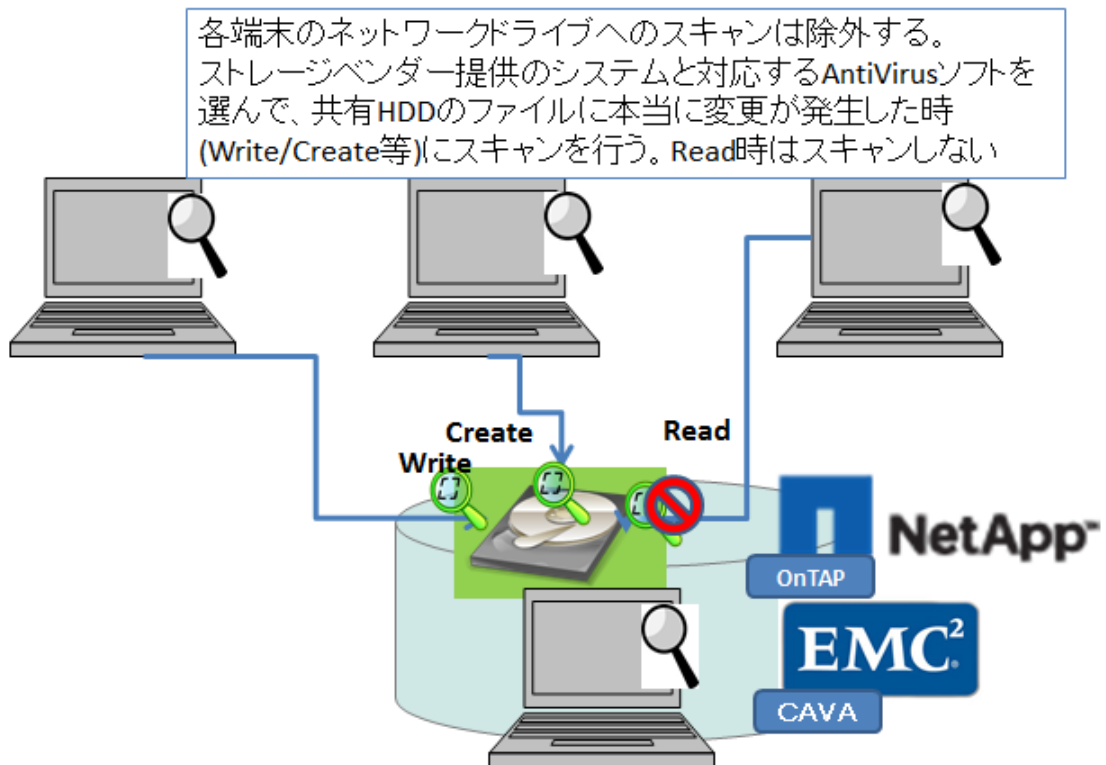 各端末のネットワークドライブへのスキャンは除外する。
ストレージベンダー提供のシステムと対応するAntiVirusソフトを
選んで、共有HDDのファイルに本当に変更が発生した時
(Write/Create等)にスキャンを行う。Read時はスキャンしない
Create
Read
Write
NetApp™
OnTAP
EMC²
CAVA